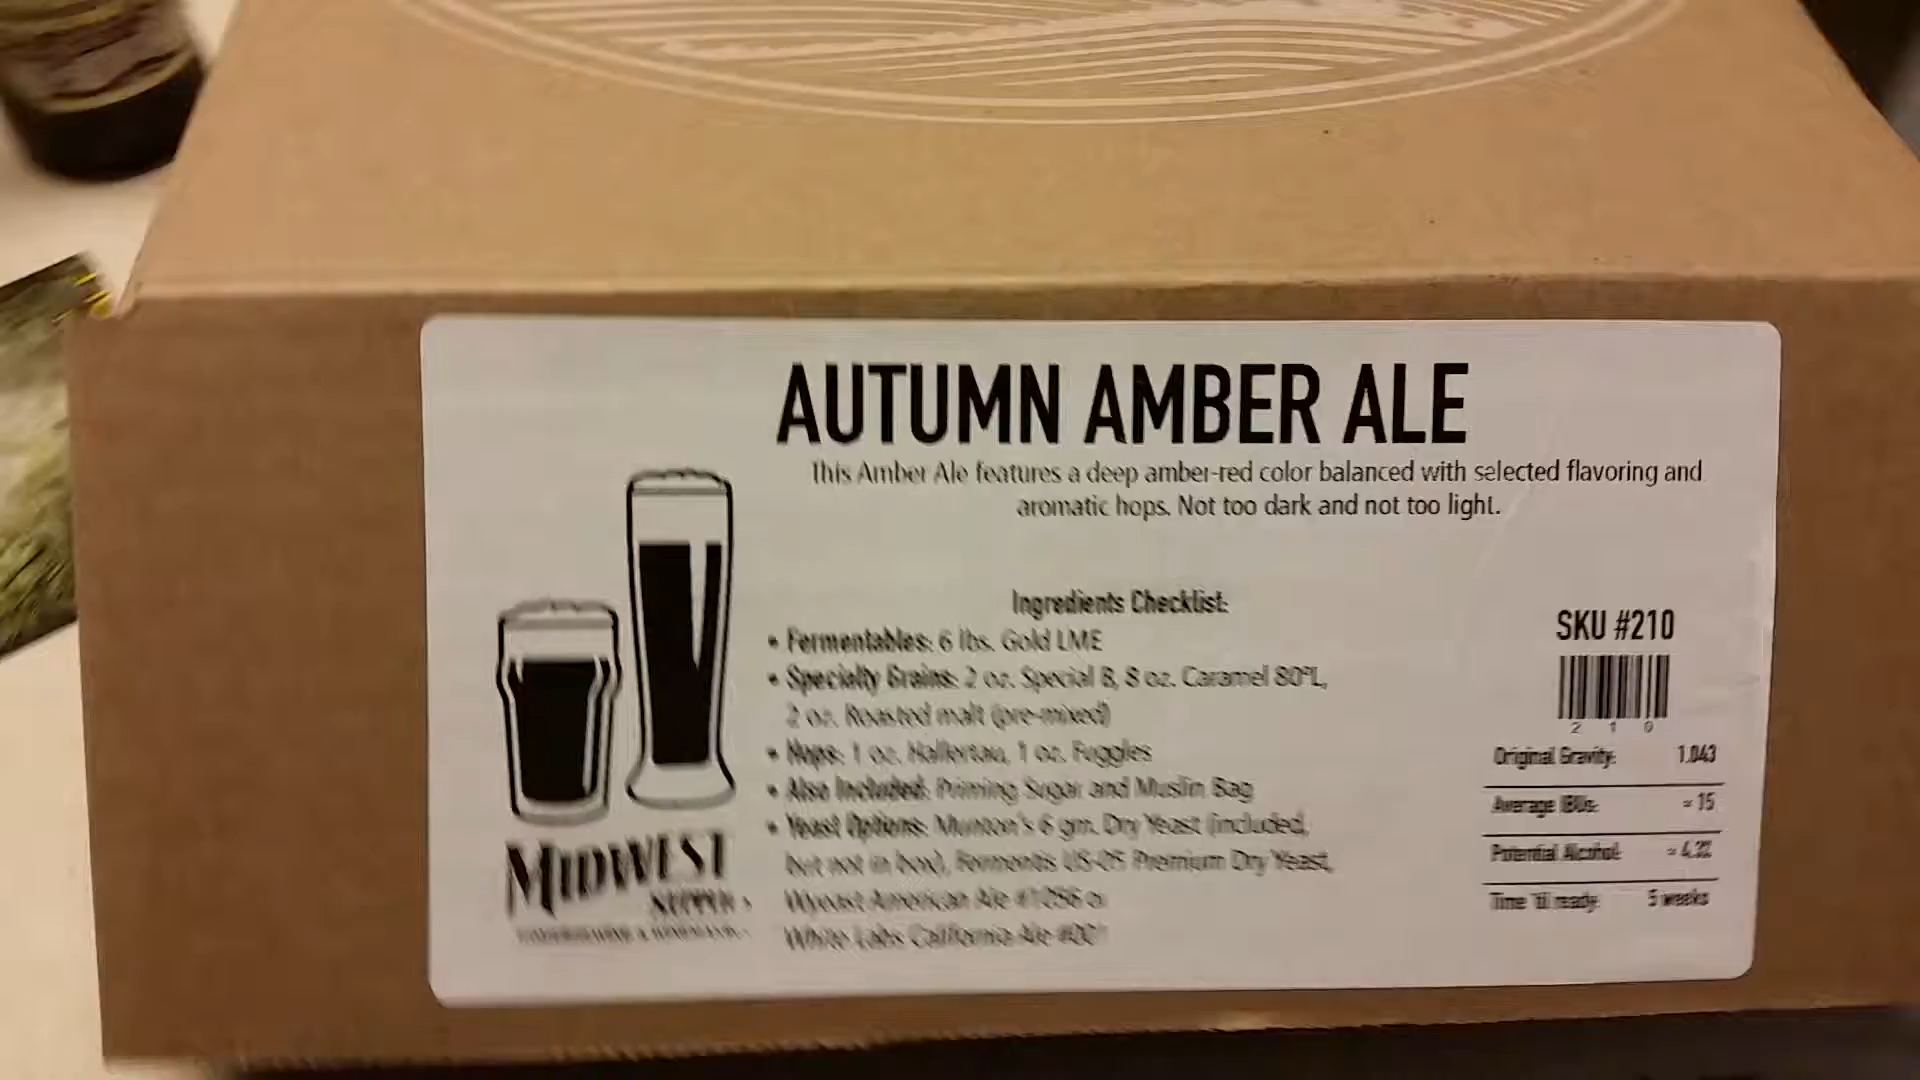 AUTUMN AMBER ALE
This Amber Ale features a deep amber-red color balanced with selected flavoring and
aromatic hops. Not too dark and not too light.
Ingredients Checklist:
• Fermentables: 6 lbs. Gold LME
• Specialty Grains: 2 oz. Special B, 8 oz. Caramel 80°L,
2 oz. Roasted malt (pre-mixed)
• Hops: 1 oz. Hallertau, 1 oz. Fuggles
• Also Included: Priming Sugar and Muslin Bag
• Yeast Options: Munton's 6 gm. Dry Yeast (included,
but not in box), Fermentis US-05 Premium Dry Yeast,
Wyeast American Ale #1056 or
White Labs California Ale #001
SKU #210
2 1 0
Original Gravity: 1.043
Average IBUs: ≈ 15
Potential Alcohol: ≈ 4.2%
Time 'til ready: 5 weeks
MIDWEST
SUPPLIES